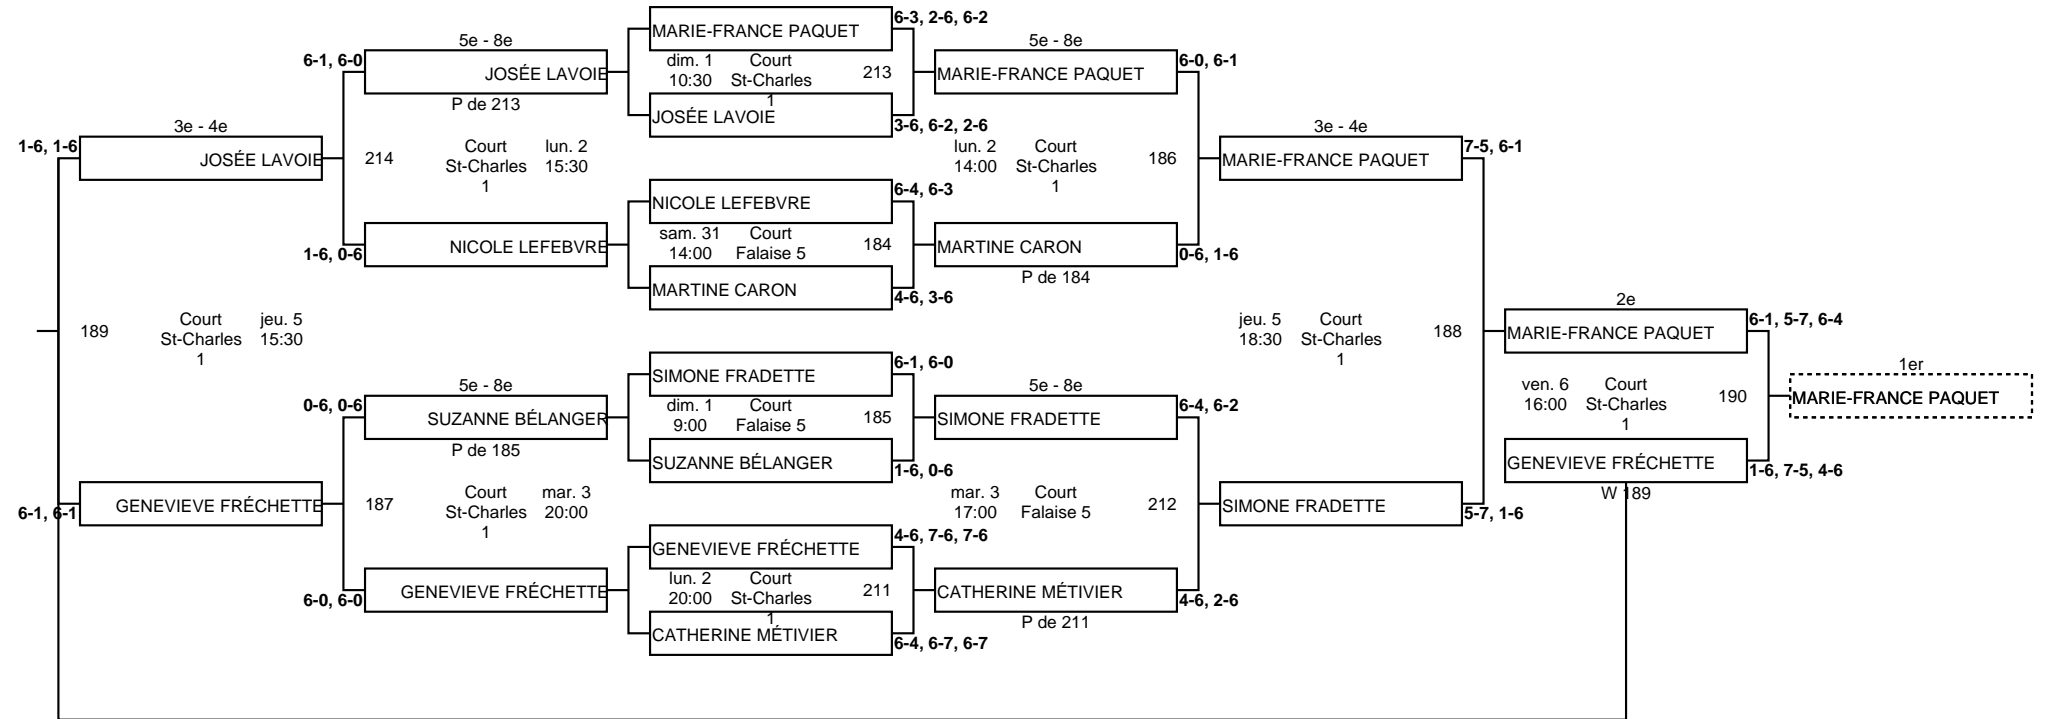 MARIE-FRANCE PAQUET
6-3, 2-6, 6-2
5e - 8e
5e - 8e
6-1, 6-0
JOSÉE LAVOIE
dim. 1 Court
10:30 St-Charles
1
213
MARIE-FRANCE PAQUET
6-0, 6-1
P de 213
JOSÉE LAVOIE
3-6, 6-2, 2-6
3e - 4e
3e - 4e
1-6, 1-6
JOSÉE LAVOIE
214
Court lun. 2
St-Charles 15:30
1
lun. 2 Court
14:00 St-Charles
1
186
MARIE-FRANCE PAQUET
7-5, 6-1
NICOLE LEFEBVRE
6-4, 6-3
1-6, 0-6
NICOLE LEFEBVRE
sam. 31 Court
14:00 Falaise 5
184
MARTINE CARON
0-6, 1-6
P de 184
MARTINE CARON
4-6, 3-6
189
Court jeu. 5
St-Charles 15:30
1
jeu. 5 Court
18:30 St-Charles
1
188
2e
MARIE-FRANCE PAQUET
6-1, 5-7, 6-4
SIMONE FRADETTE
6-1, 6-0
5e - 8e
5e - 8e
0-6, 0-6
SUZANNE BÉLANGER
dim. 1 Court
9:00 Falaise 5
185
SIMONE FRADETTE
6-4, 6-2
ven. 6 Court
16:00 St-Charles
1
190
1er
MARIE-FRANCE PAQUET
P de 185
SUZANNE BÉLANGER
1-6, 0-6
GENEVIEVE FRÉCHETTE
1-6, 7-5, 4-6
W 189
6-1, 6-1
GENEVIEVE FRÉCHETTE
187
Court mar. 3
St-Charles 20:00
1
mar. 3 Court
17:00 Falaise 5
212
SIMONE FRADETTE
5-7, 1-6
GENEVIEVE FRÉCHETTE
4-6, 7-6, 7-6
6-0, 6-0
GENEVIEVE FRÉCHETTE
lun. 2 Court
20:00 St-Charles
1
211
CATHERINE MÉTIVIER
4-6, 2-6
P de 211
CATHERINE MÉTIVIER
6-4, 6-7, 6-7